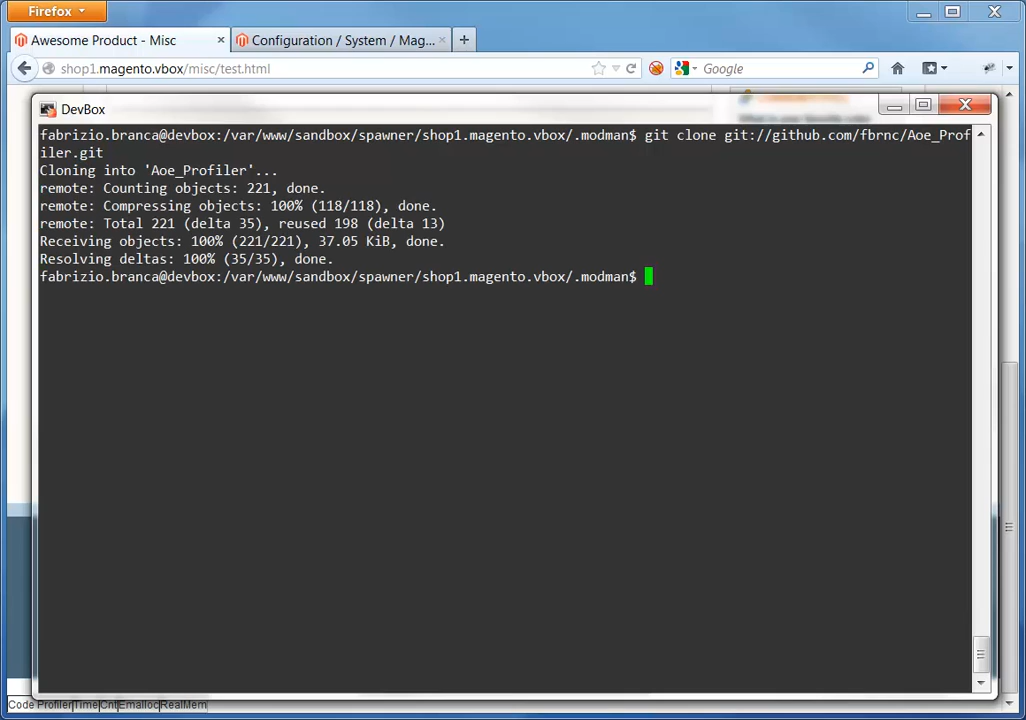 Firefox
Awesome Product - Misc
Configuration / System / Mag...
shop1.magento.vbox/misc/test.html
Google
DevBox
fabrizio.branca@devbox:/var/www/sandbox/spawner/shop1.magento.vbox/.modman$ git clone git://github.com/fbrnc/Aoe_Prof
iler.git
Cloning into 'Aoe_Profiler'...
remote: Counting objects: 221, done.
remote: Compressing objects: 100% (118/118), done.
remote: Total 221 (delta 35), reused 198 (delta 13)
Receiving objects: 100% (221/221), 37.05 KiB, done.
Resolving deltas: 100% (35/35), done.
fabrizio.branca@devbox:/var/www/sandbox/spawner/shop1.magento.vbox/.modman$
Code Profiler Time Cnt Emalloc RealMem